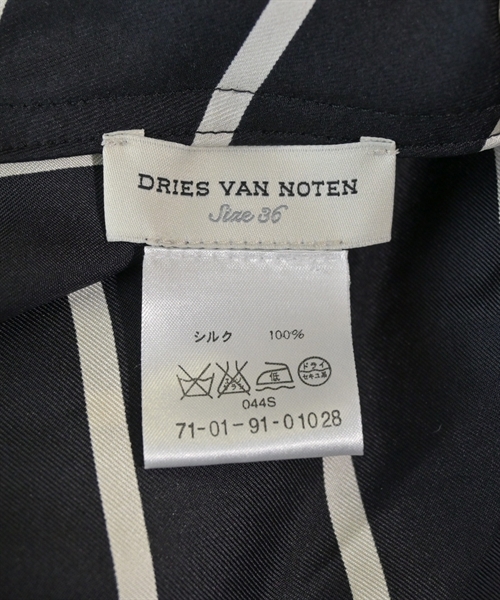 DRIES VAN NOTEN
Size 36
シルク 100%
低
ドライ
セキユ系
044S
71-01-91-01028